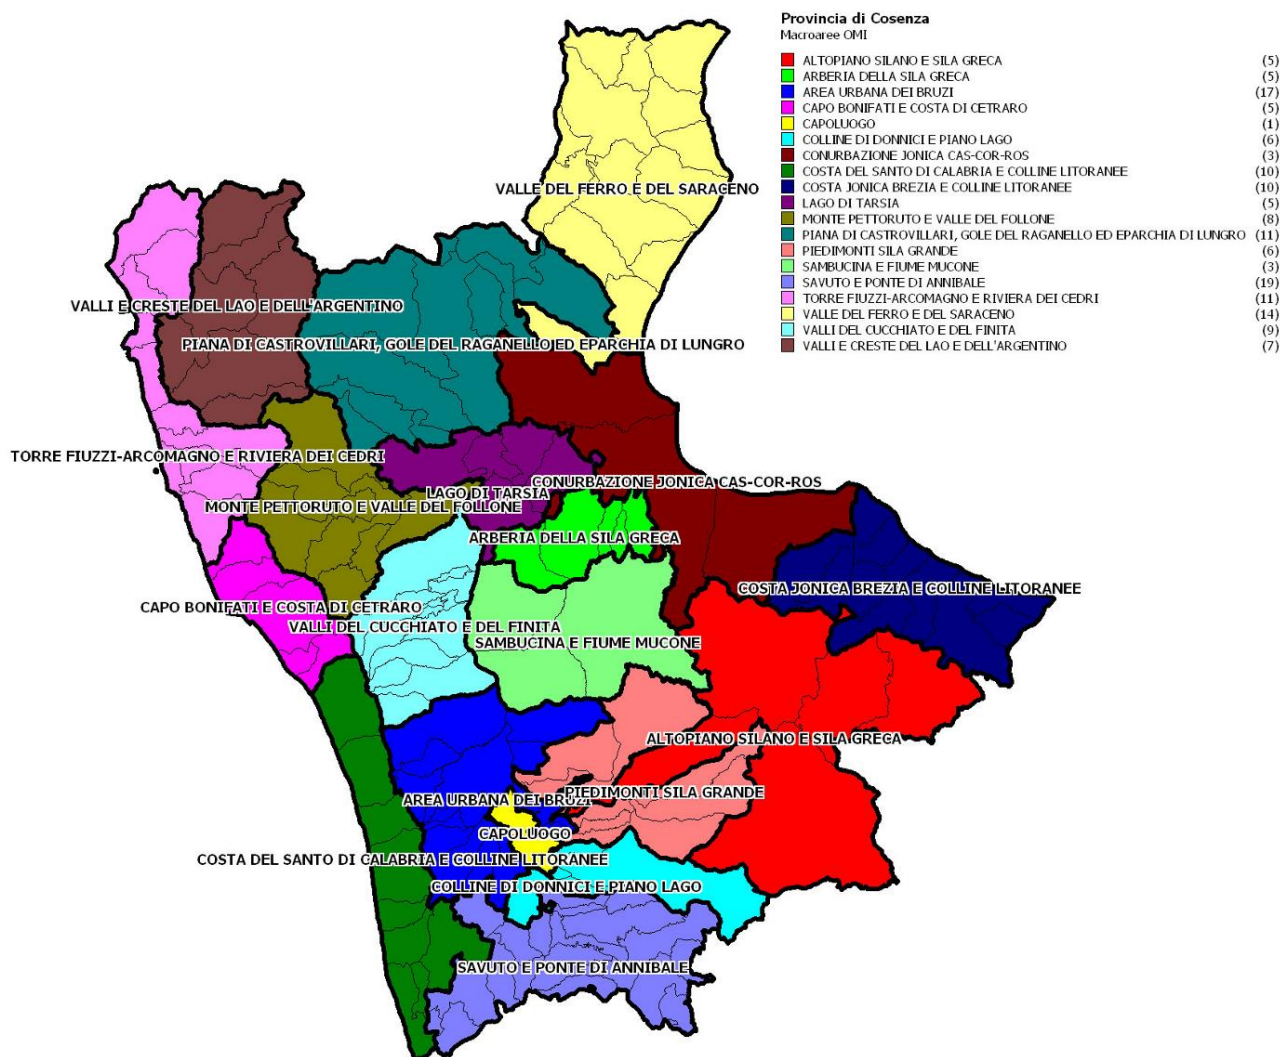 Provincia di Cosenza
Macroaree OMI
ALTOPIANO SILANO E SILA GRECA (5)
ARBERIA DELLA SILA GRECA (5)
AREA URBANA DEI BRUZI (17)
CAPO BONIFATI E COSTA DI CETRARO (5)
CAPOLUOGO (1)
COLLINE DI DONNICI E PIANO LAGO (6)
CONURBAZIONE JONICA CAS-COR-ROS (3)
COSTA DEL SANTO DI CALABRIA E COLLINE LITORANEE (10)
COSTA JONICA BREZIA E COLLINE LITORANEE (10)
LAGO DI TARSIA (5)
MONTE PETTORUTO E VALLE DEL FOLLONE (8)
PIANA DI CASTROVILLARI, GOLE DEL RAGANELLO ED EPARCHIA DI LUNGRO (11)
PIEDIMONTI SILA GRANDE (6)
SAMBUCINA E FIUME MUCONE (3)
SAVUTO E PONTE DI ANNIBALE (19)
TORRE FIUZZI-ARCOMAGNO E RIVIERA DEI CEDRI (11)
VALLE DEL FERRO E DEL SARACENO (14)
VALLI DEL CUCCHIATO E DEL FINITA (9)
VALLI E CRESTE DEL LAO E DELL'ARGENTINO (7)
VALLE DEL FERRO E DEL SARACENO
VALLI E CRESTE DEL LAO E DELL'ARGENTINO
PIANA DI CASTROVILLARI, GOLE DEL RAGANELLO ED EPARCHIA DI LUNGRO
TORRE FIUZZI-ARCOMAGNO E RIVIERA DEI CEDRI
CONURBAZIONE JONICA CAS-COR-ROS
LAGO DI TARSIA
MONTE PETTORUTO E VALLE DEL FOLLONE
ARBERIA DELLA SILA GRECA
COSTA JONICA BREZIA E COLLINE LITORANEE
CAPO BONIFATI E COSTA DI CETRARO
VALLI DEL CUCCHIATO E DEL FINITA
SAMBUCINA E FIUME MUCONE
ALTOPIANO SILANO E SILA GRECA
PIEDIMONTI SILA GRANDE
AREA URBANA DEI BRUZI
CAPOLUOGO
COSTA DEL SANTO DI CALABRIA E COLLINE LITORANEE
COLLINE DI DONNICI E PIANO LAGO
SAVUTO E PONTE DI ANNIBALE